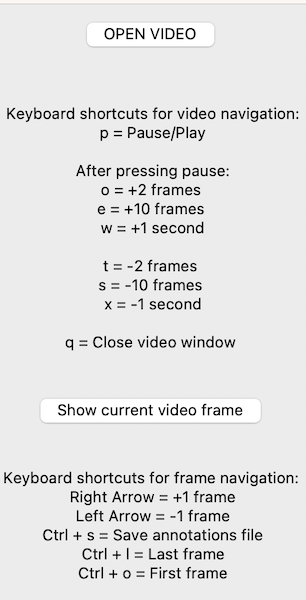 OPEN VIDEO
Keyboard shortcuts for video navigation:
p = Pause/Play
After pressing pause:
o = +2 frames
e = +10 frames
w = +1 second
t = -2 frames
s = -10 frames
x = -1 second
q = Close video window
Show current video frame
Keyboard shortcuts for frame navigation:
Right Arrow = +1 frame
Left Arrow = -1 frame
Ctrl + s = Save annotations file
Ctrl + l = Last frame
Ctrl + o = First frame